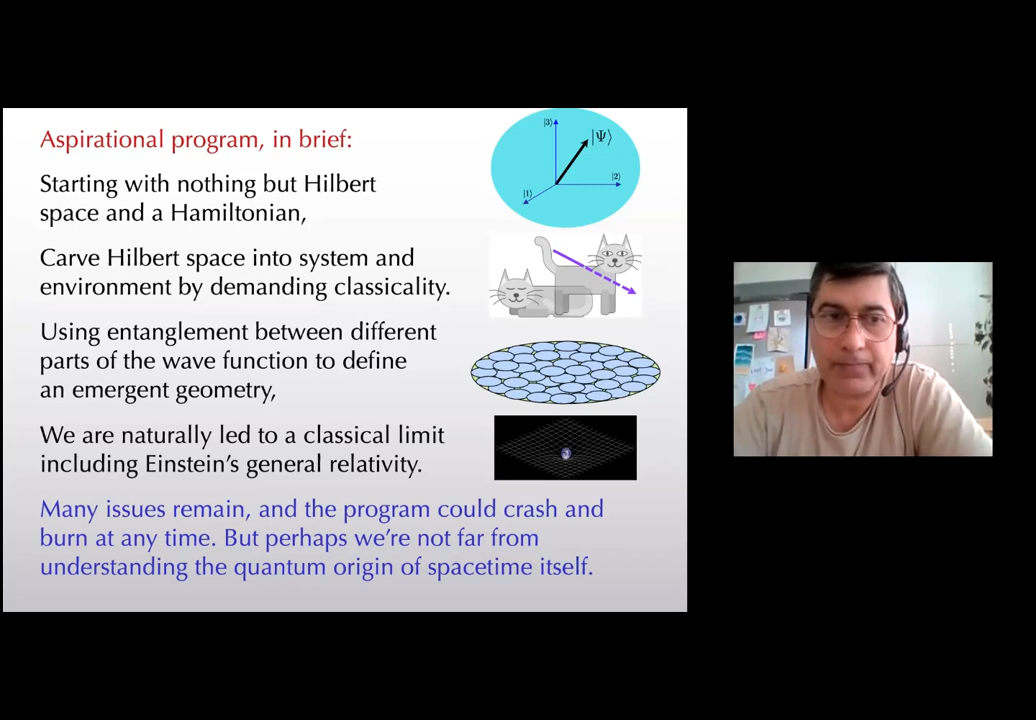 Aspirational program, in brief:
Starting with nothing but Hilbert
space and a Hamiltonian,
Carve Hilbert space into system and
environment by demanding classicality.
Using entanglement between different
parts of the wave function to define
an emergent geometry,
We are naturally led to a classical limit
including Einstein's general relativity.
Many issues remain, and the program could crash and
burn at any time. But perhaps we're not far from
understanding the quantum origin of spacetime itself.
|3⟩
|Ψ⟩
|2⟩
|1⟩